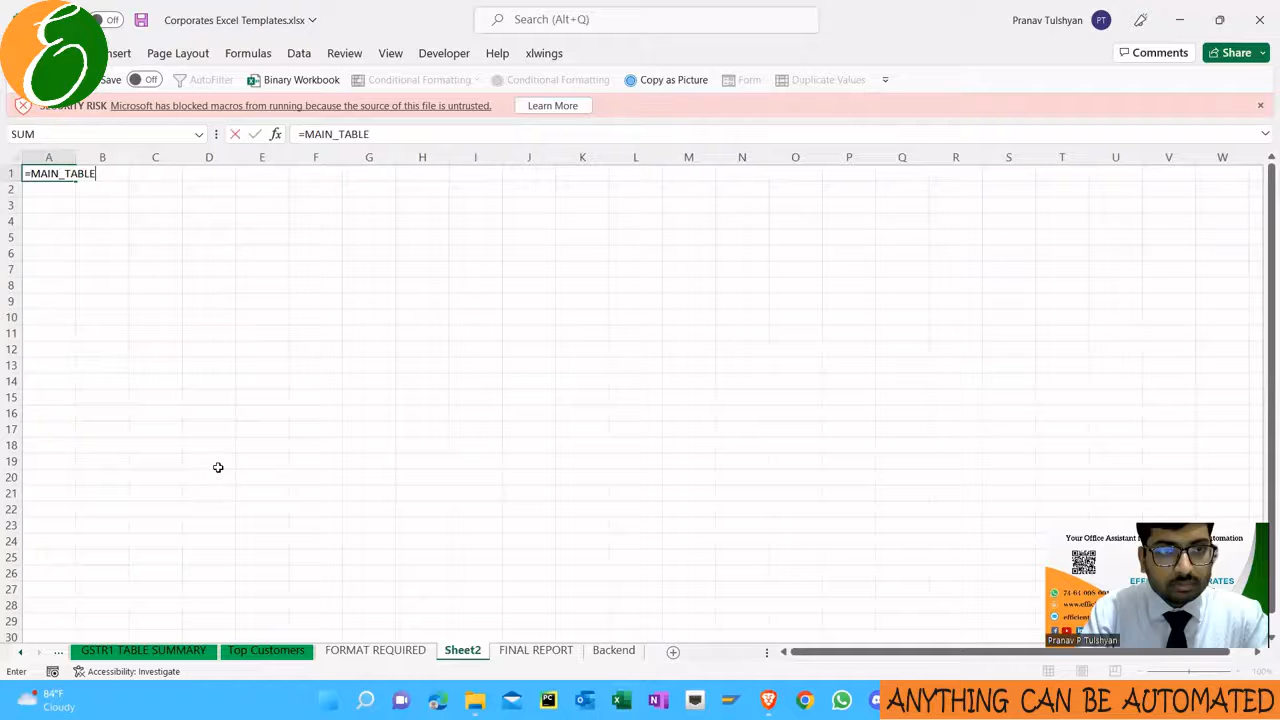 Off
Corporates Excel Templates.xlsx
Search (Alt+Q)
Pranav Tulshyan
PT
Page Layout
Formulas
Data
Review
View
Developer
Help
xlwings
Comments
Share
Off
AutoFilter
Binary Workbook
Conditional Formatting
Conditional Formatting
Copy as Picture
Form
Duplicate Values
Microsoft has blocked macros from running because the source of this file is untrusted.
Learn More
SUM
fx
=MAIN_TABLE
A B C D E F G H I J K L M N O P Q R S T U V W
1 =MAIN_TABLE
2
3
4
5
6
7
8
9
10
11
12
13
14
15
16
17
18
19
20
21
22
23
24
25
26
27
28
29
30
Your Office Assistant
Pranav P Tulshyan
... GSTR1 TABLE SUMMARY Top Customers FORMAT REQUIRED Sheet2 FINAL REPORT Backend
Enter
Accessibility: Investigate
100%
84°F
Cloudy
ANYTHING CAN BE AUTOMATED